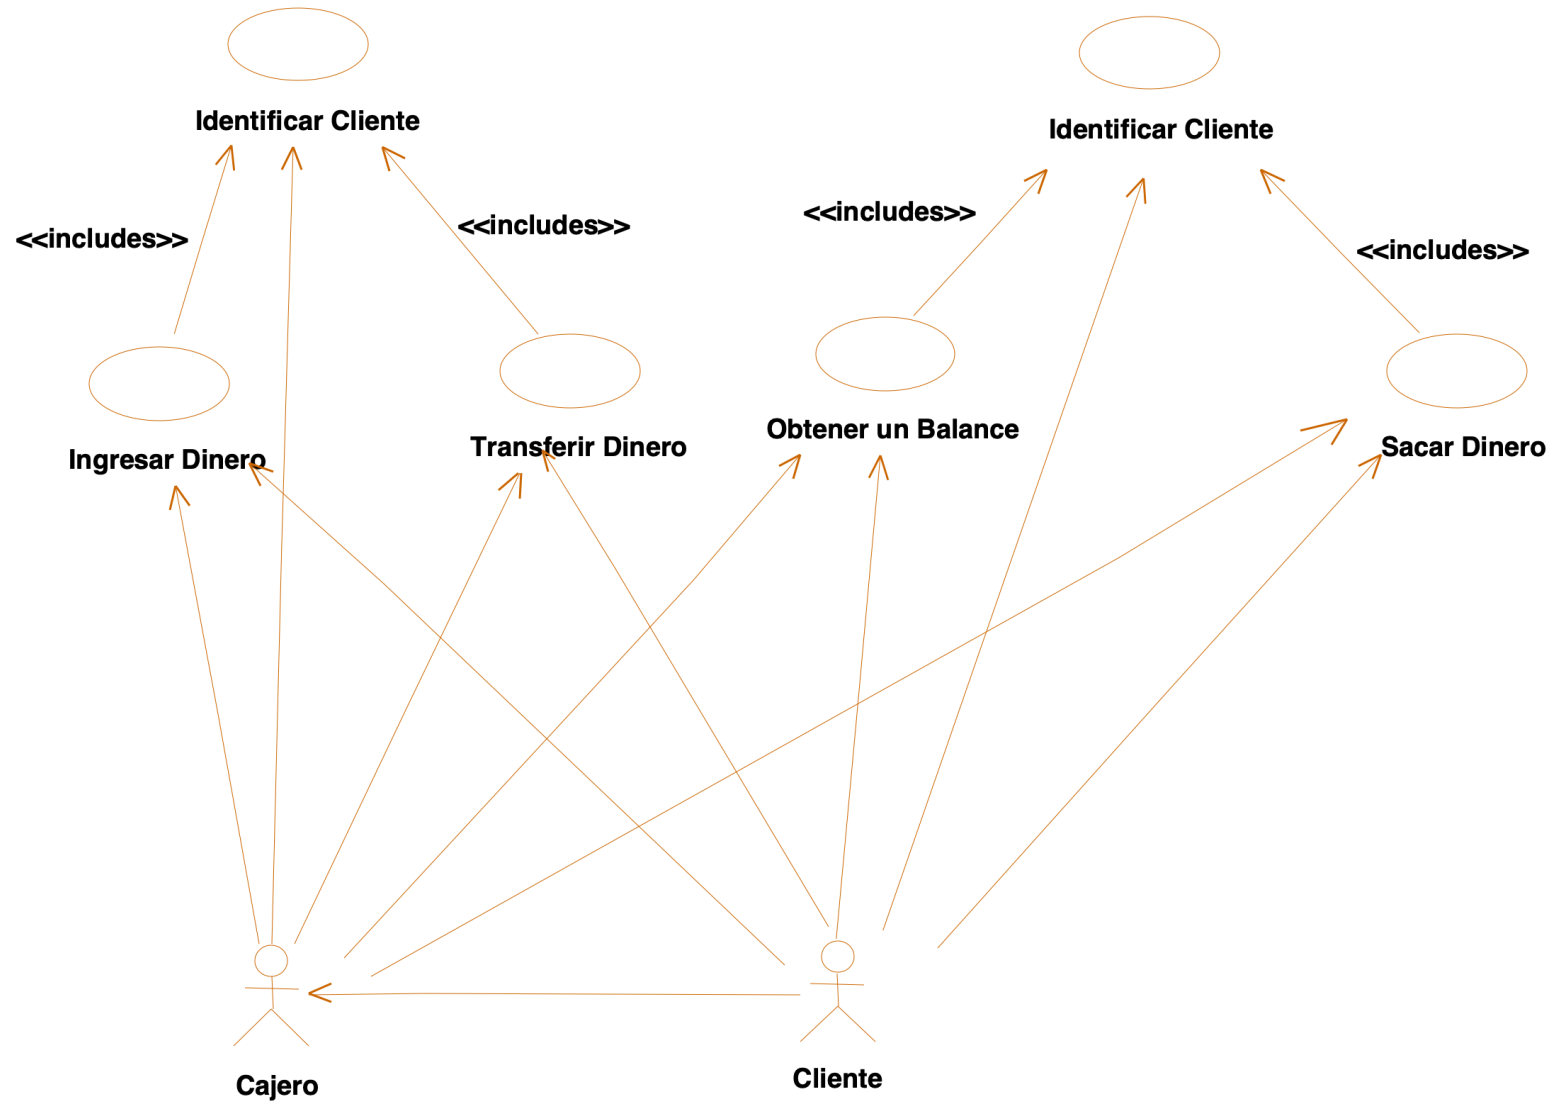 Identificar Cliente
Identificar Cliente
<<includes>>
<<includes>>
<<includes>>
<<includes>>
Ingresar Dinero
Transferir Dinero
Obtener un Balance
Sacar Dinero
Cajero
Cliente